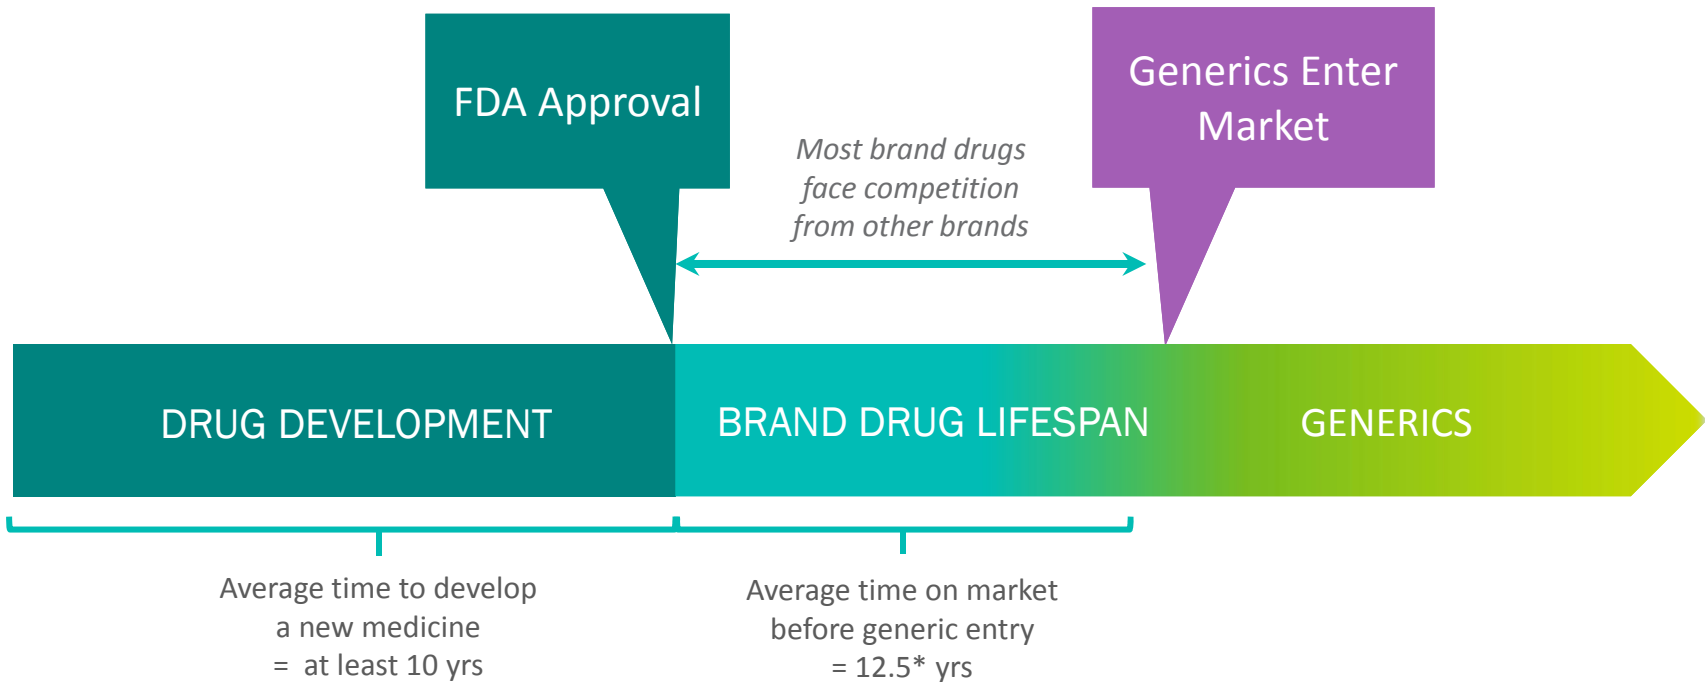 FDA Approval
Generics Enter
Market
Most brand drugs
face competition
from other brands
DRUG DEVELOPMENT
BRAND DRUG LIFESPAN
GENERICS
Average time to develop
a new medicine
= at least 10 yrs
Average time on market
before generic entry
= 12.5* yrs